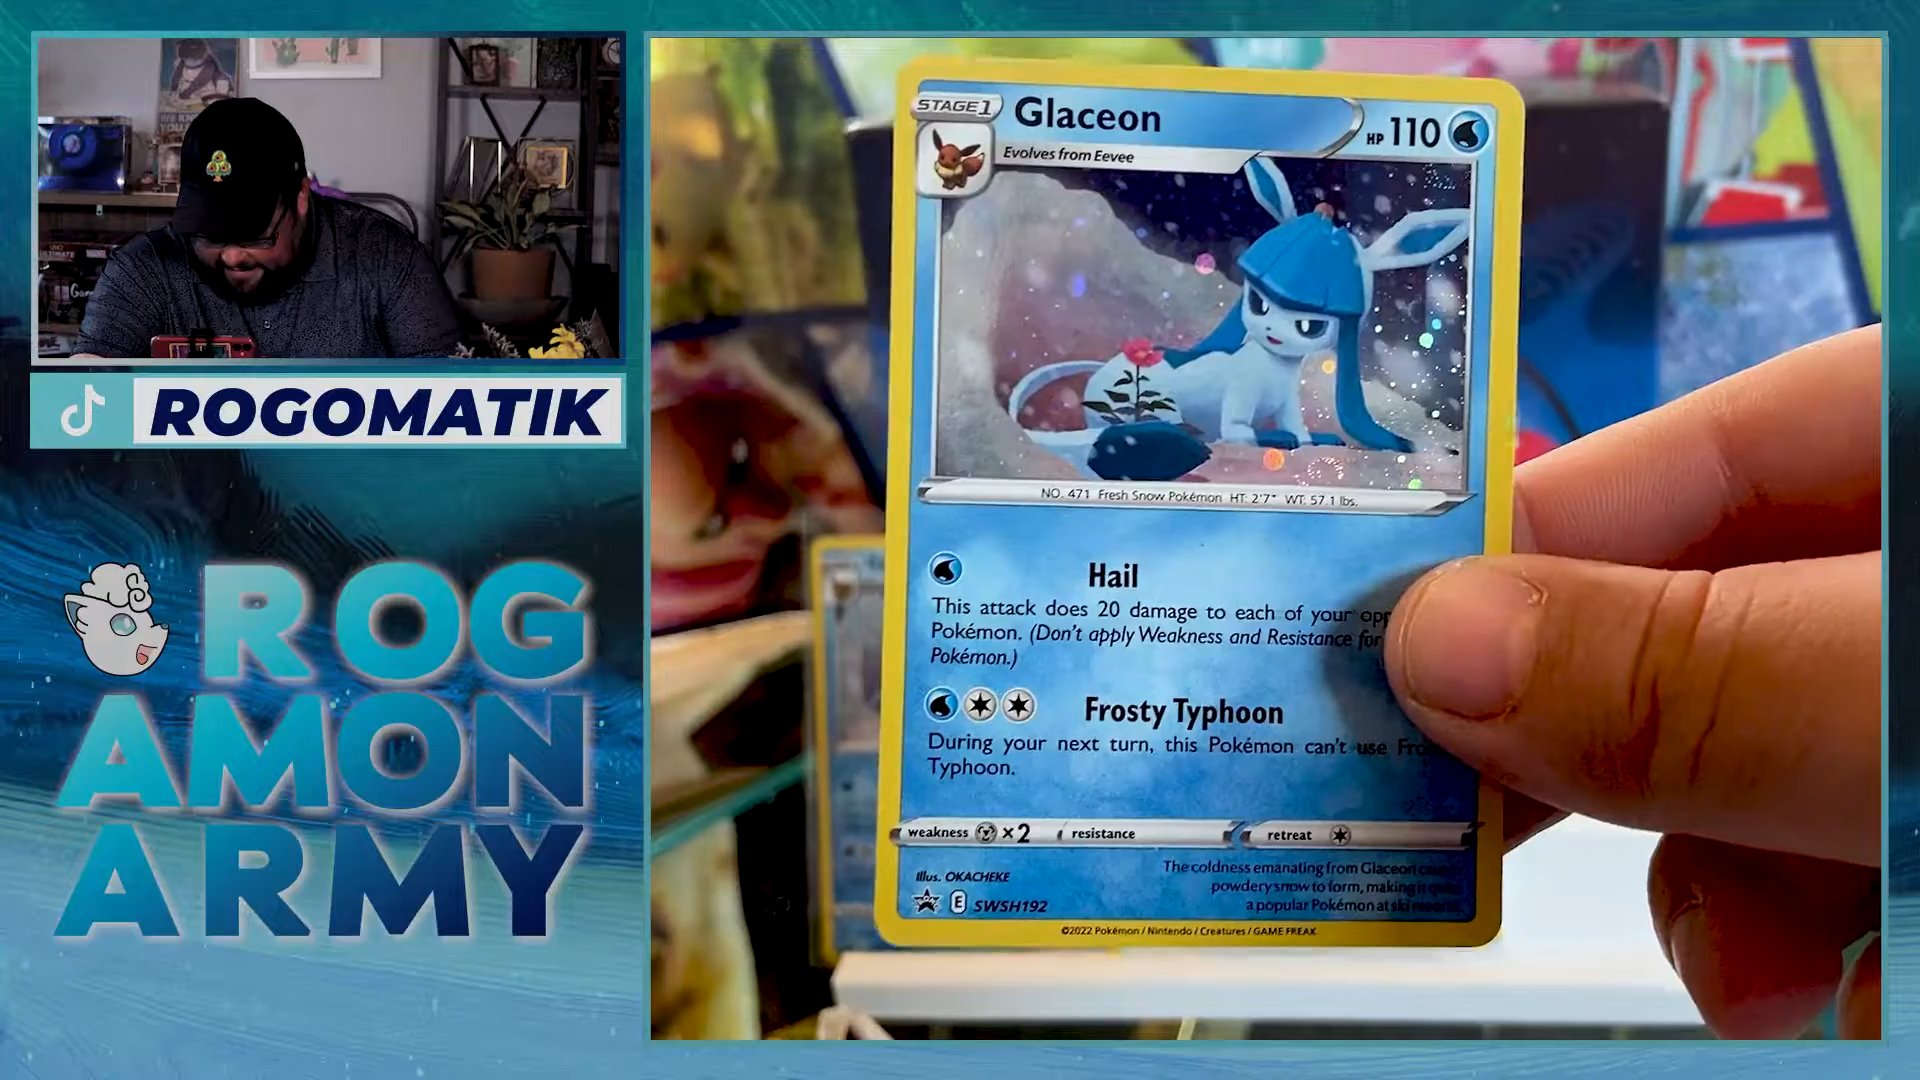 ROGOMATIK
ROG
AMON
ARMY
STAGE 1
Glaceon
HP 110
Evolves from Eevee
NO. 471 Fresh Snow Pokémon HT: 2'7" WT: 57.1 lbs.
Hail
This attack does 20 damage to each of your
Pokémon. (Don't apply Weakness and Resistance for
Pokémon.)
Frosty Typhoon
During your next turn, this Pokémon can't use
Typhoon.
weakness ×2 resistance retreat
Illus. OKACHEKE
The coldness emanating from Glaceon
powdery snow to form, making it
a popular Pokémon at ski
E SWSH192
©2022 Pokémon / Nintendo / Creatures / GAME FREAK